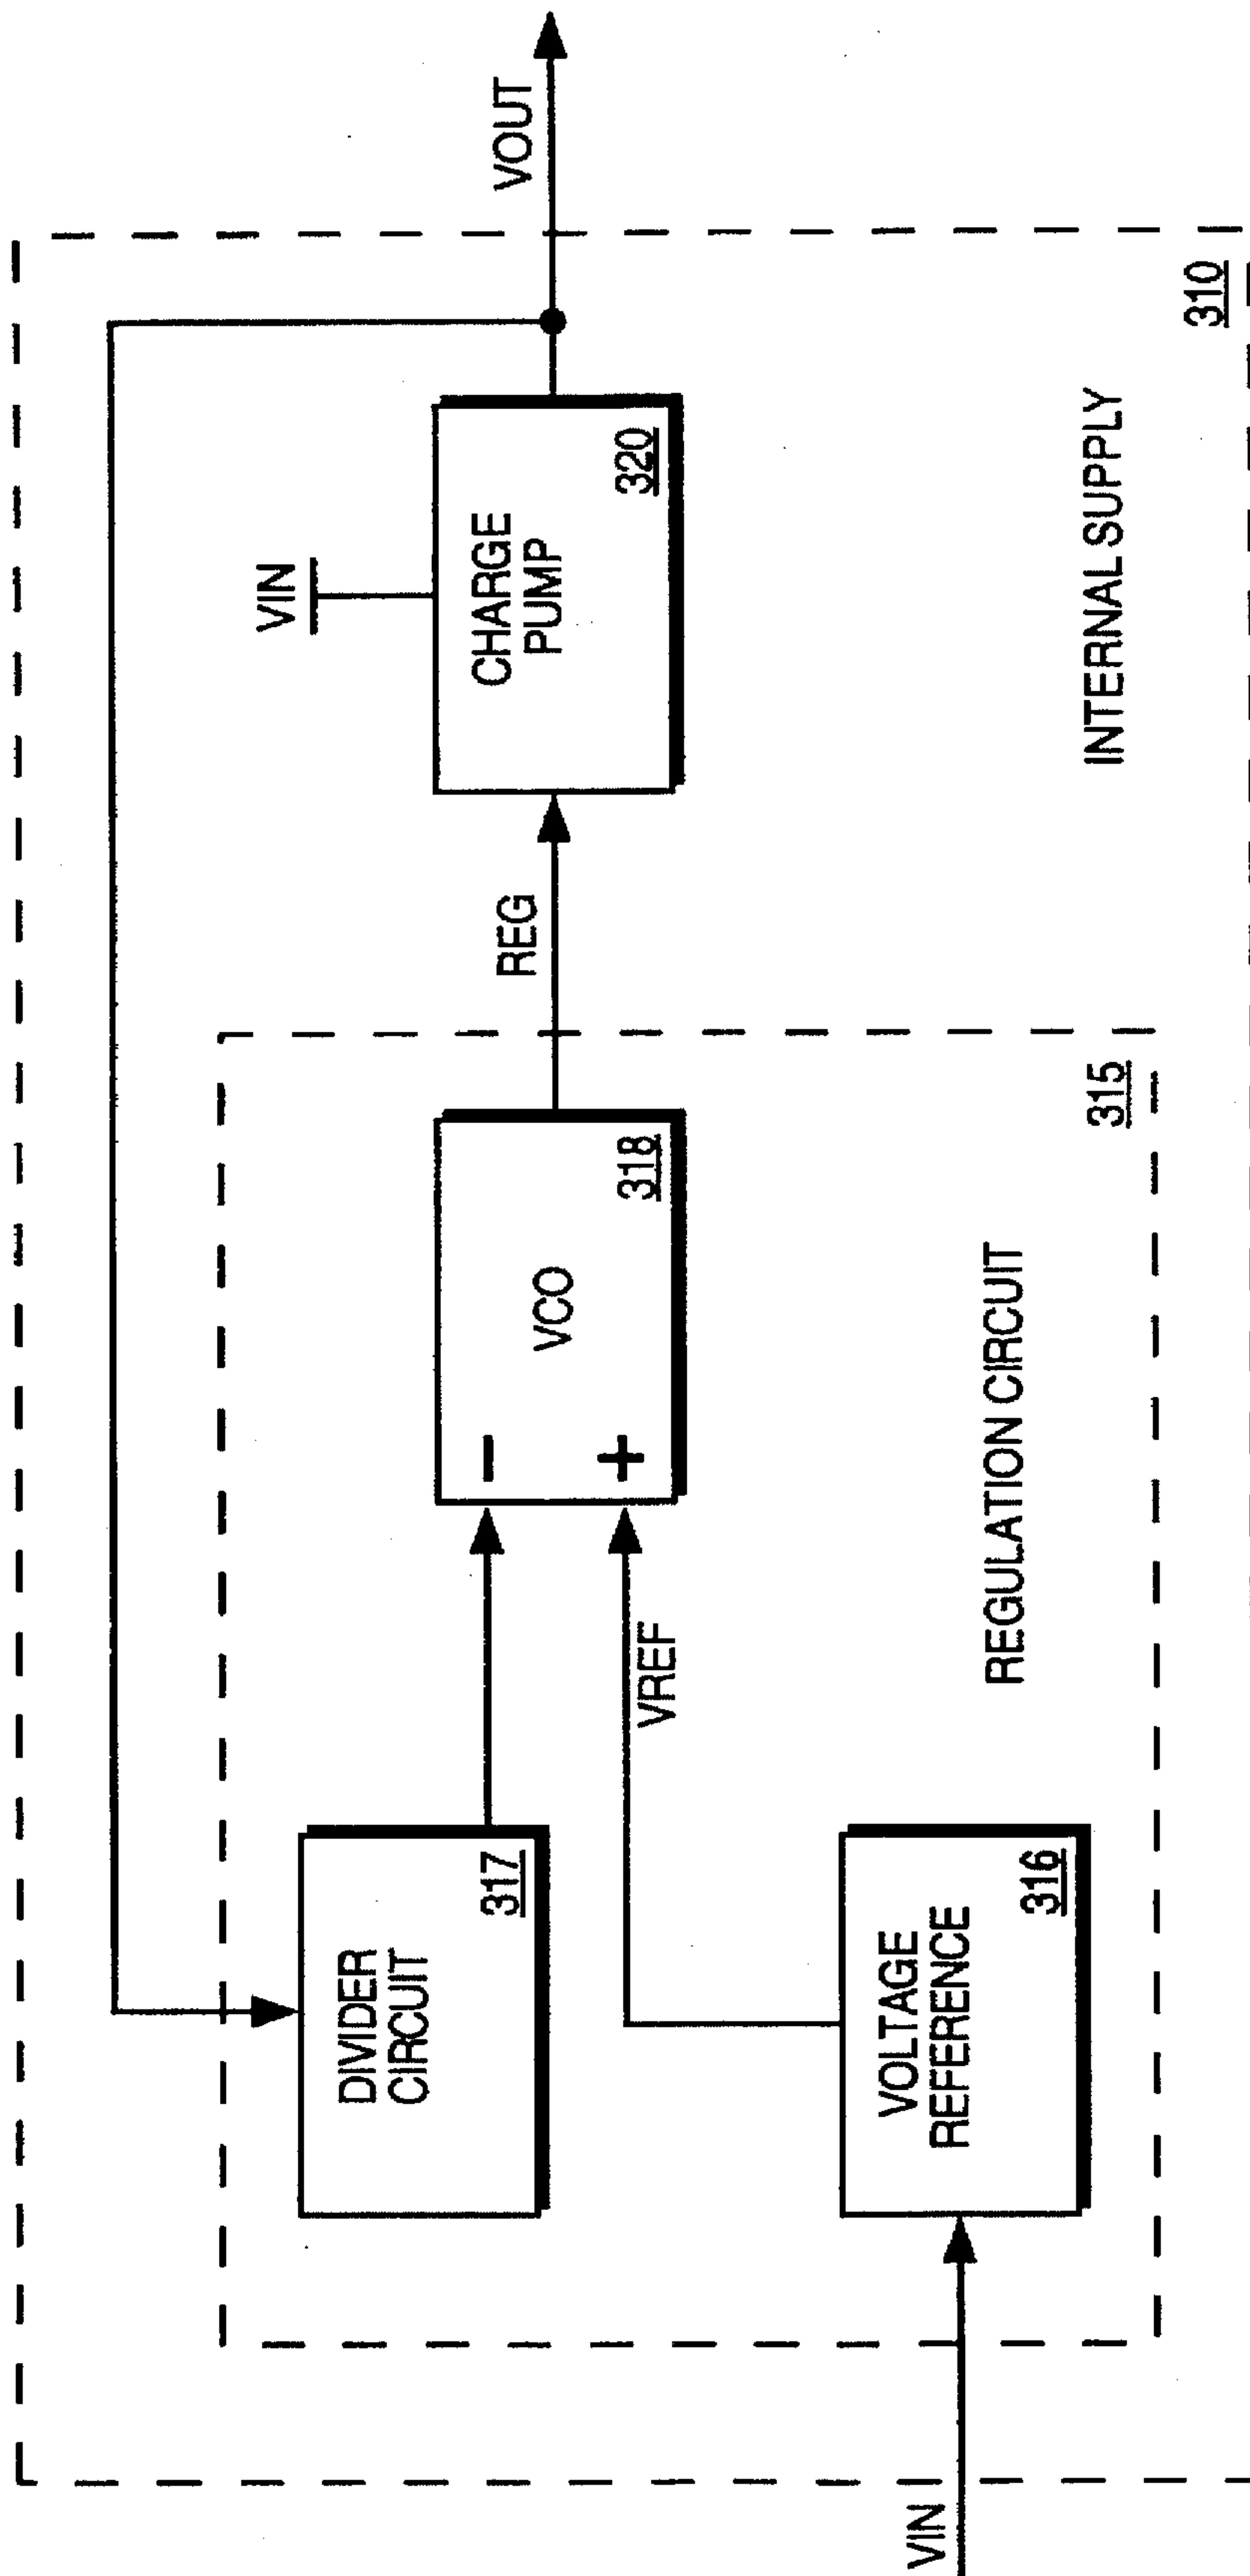 VIN
VOUT
DIVIDER
CIRCUIT
317
−
+
VCO
318
REG
CHARGE
PUMP
320
VREF
VOLTAGE
REFERENCE
316
VIN
REGULATION CIRCUIT
315
INTERNAL SUPPLY
310